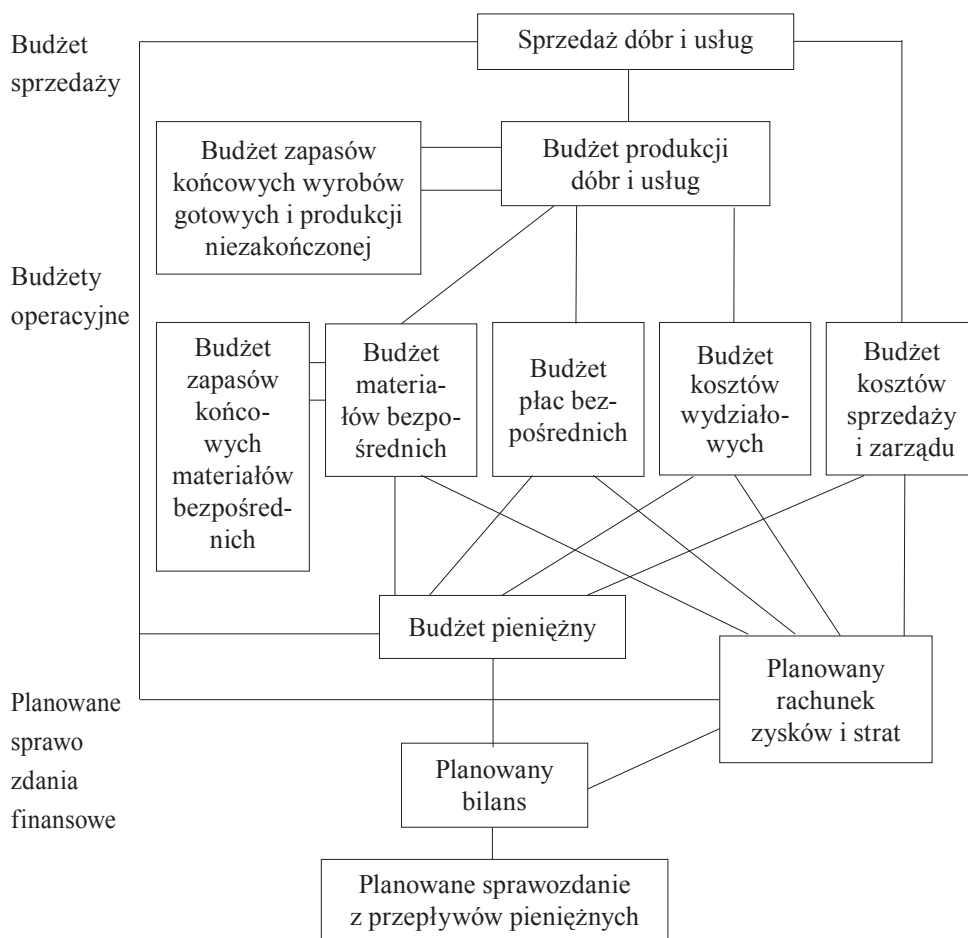 Budżet
sprzedaży
Sprzedaż dóbr i usług
Budżet zapasów
końcowych wyrobów
gotowych i produkcji
niezakończonej
Budżet produkcji
dóbr i usług
Budżety
operacyjne
Budżet
zapasów
końco-
wych
materiałów
bezpośred-
nich
Budżet
materia-
łów bezpo-
średnich
Budżet
płac bez-
pośrednich
Budżet
kosztów
wydziało-
wych
Budżet
kosztów
sprzedaży
i zarządu
Budżet pieniężny
Planowane
sprawo
zdania
finansowe
Planowany
rachunek
zysków i strat
Planowany
bilans
Planowane sprawozdanie
z przepływów pieniężnych